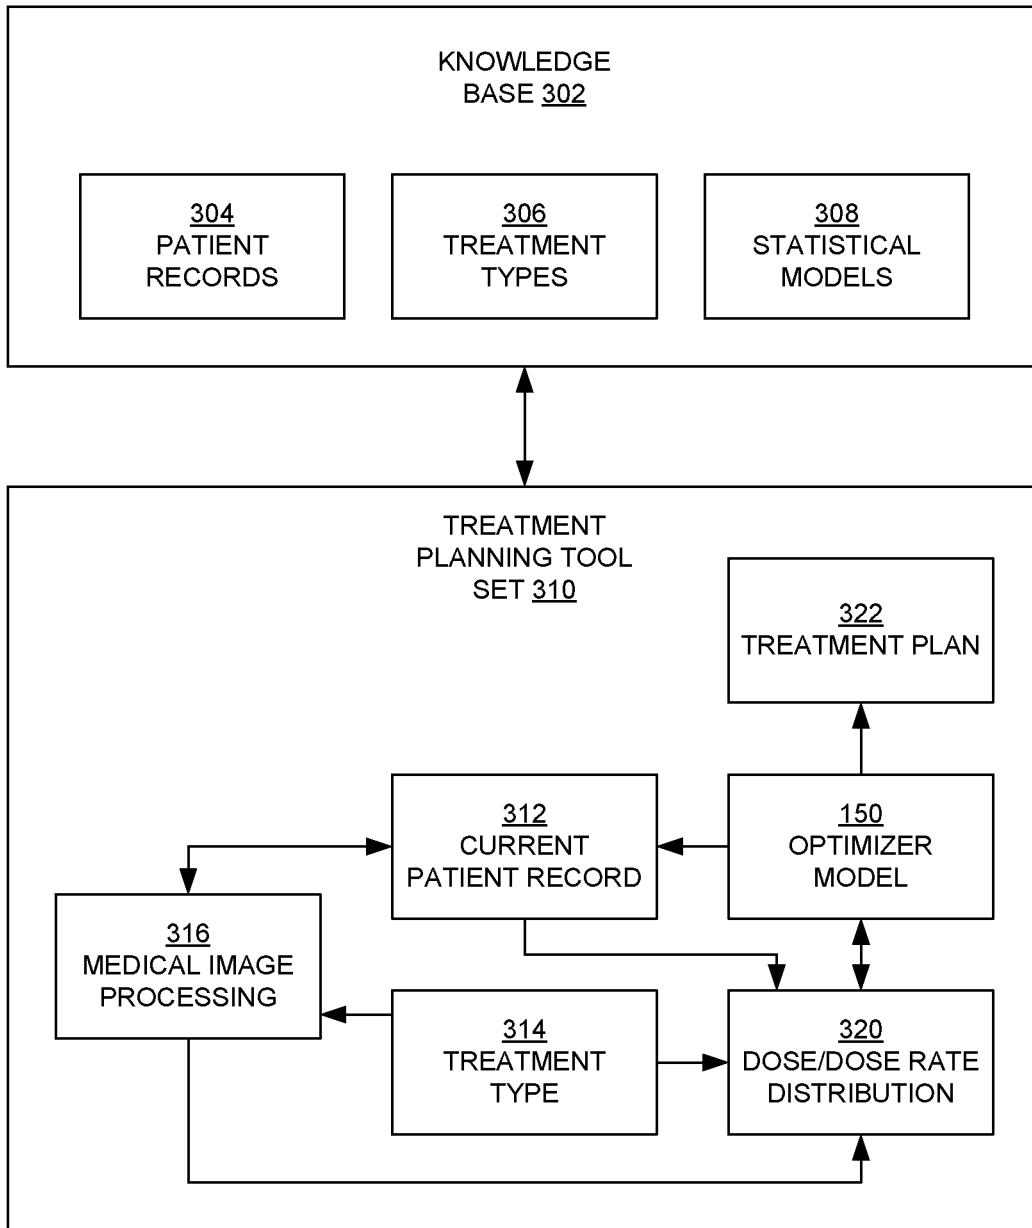 KNOWLEDGE
BASE 302
304
PATIENT
RECORDS
306
TREATMENT
TYPES
308
STATISTICAL
MODELS
TREATMENT
PLANNING TOOL
SET 310
322
TREATMENT PLAN
312
CURRENT
PATIENT RECORD
150
OPTIMIZER
MODEL
316
MEDICAL IMAGE
PROCESSING
314
TREATMENT
TYPE
320
DOSE/DOSE RATE
DISTRIBUTION